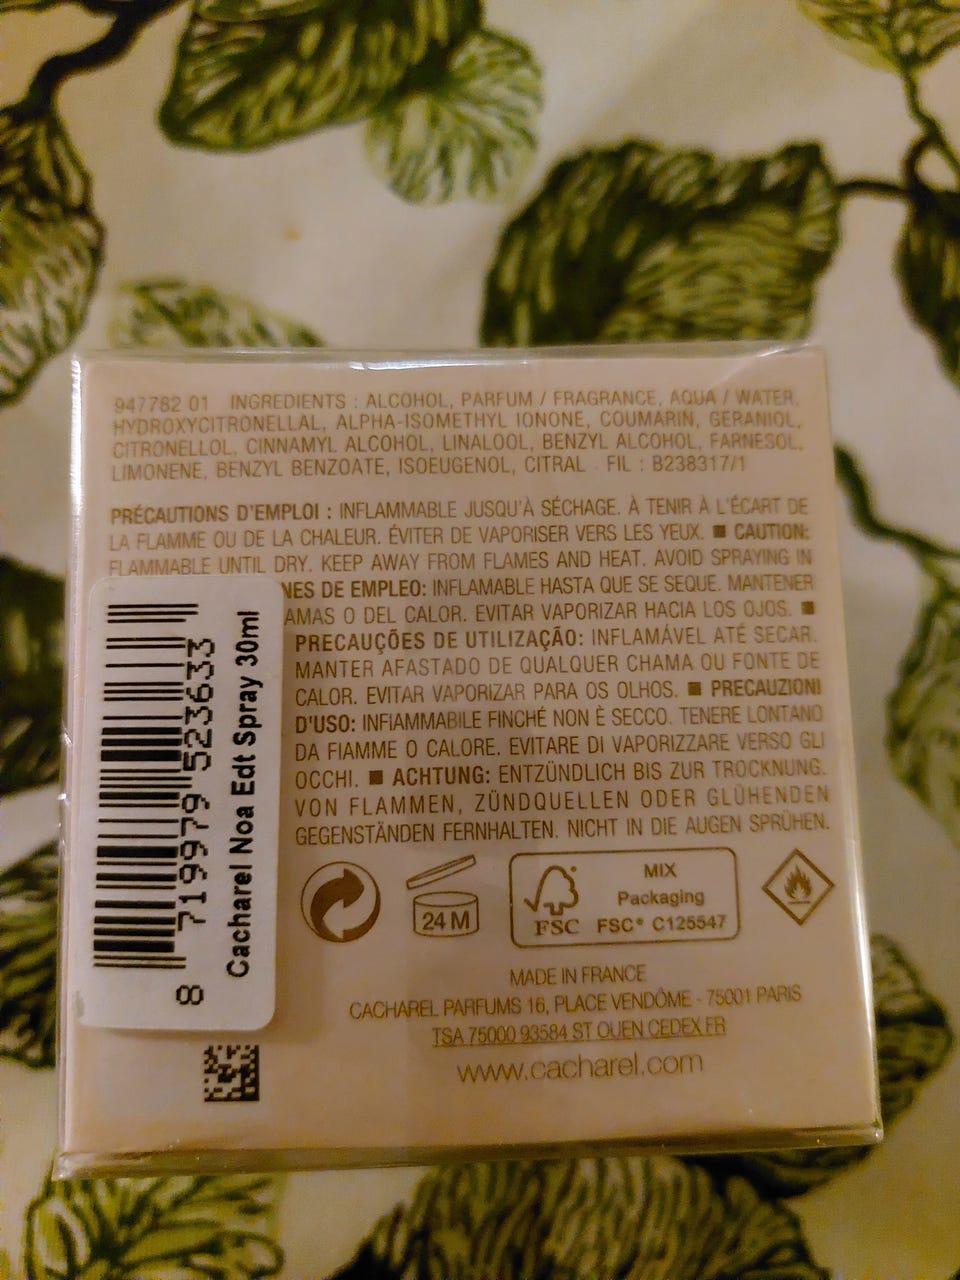 947782 01 INGREDIENTS : ALCOHOL, PARFUM / FRAGRANCE, AQUA / WATER,
HYDROXYCITRONELLAL, ALPHA-ISOMETHYL IONONE, COUMARIN, GERANIOL,
CITRONELLOL, CINNAMYL ALCOHOL, LINALOOL, BENZYL ALCOHOL, FARNESOL,
LIMONENE, BENZYL BENZOATE, ISOEUGENOL, CITRAL FIL : B238317/1
PRÉCAUTIONS D'EMPLOI : INFLAMMABLE JUSQU'À SÉCHAGE. À TENIR À L'ÉCART DE
LA FLAMME OU DE LA CHALEUR. ÉVITER DE VAPORISER VERS LES YEUX. ■ CAUTION:
FLAMMABLE UNTIL DRY. KEEP AWAY FROM FLAMES AND HEAT. AVOID SPRAYING IN
NES DE EMPLEO: INFLAMABLE HASTA QUE SE SEQUE. MANTENER
AMAS O DEL CALOR. EVITAR VAPORIZAR HACIA LOS OJOS. ■
PRECAUÇÕES DE UTILIZAÇÃO: INFLAMÁVEL ATÉ SECAR.
MANTER AFASTADO DE QUALQUER CHAMA OU FONTE DE
CALOR. EVITAR VAPORIZAR PARA OS OLHOS. ■ PRECAUZIONI
D'USO: INFIAMMABILE FINCHÉ NON È SECCO. TENERE LONTANO
DA FIAMME O CALORE. EVITARE DI VAPORIZZARE VERSO GLI
OCCHI. ■ ACHTUNG: ENTZÜNDLICH BIS ZUR TROCKNUNG.
VON FLAMMEN, ZÜNDQUELLEN ODER GLÜHENDEN
GEGENSTÄNDEN FERNHALTEN. NICHT IN DIE AUGEN SPRÜHEN.
8 719979 523633
Cacharel Noa Edt Spray 30ml
24 M
FSC
MIX
Packaging
FSC® C125547
MADE IN FRANCE
CACHAREL PARFUMS 16, PLACE VENDÔME - 75001 PARIS
TSA 75000 93584 ST OUEN CEDEX FR
www.cacharel.com